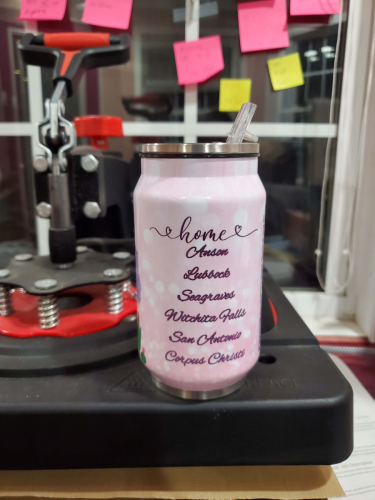 home
Anson
Lubbock
Seagraves
Witchita Falls
San Antonio
Corpus Christi